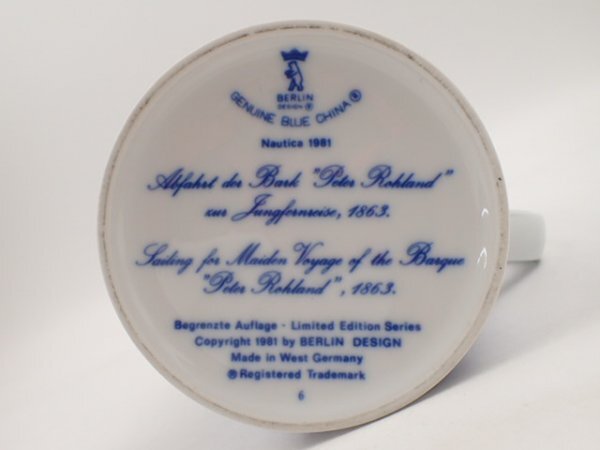 BERLIN
DESIGN ®
GENUINE BLUE CHINA ®
Nautica 1981
Abfahrt der Bark "Peter Rohland"
zur Jungfernreise, 1863.
Sailing for Maiden Voyage of the Barque
"Peter Rohland", 1863.
Begrenzte Auflage · Limited Edition Series
Copyright 1981 by BERLIN DESIGN
Made in West Germany
® Registered Trademark
6